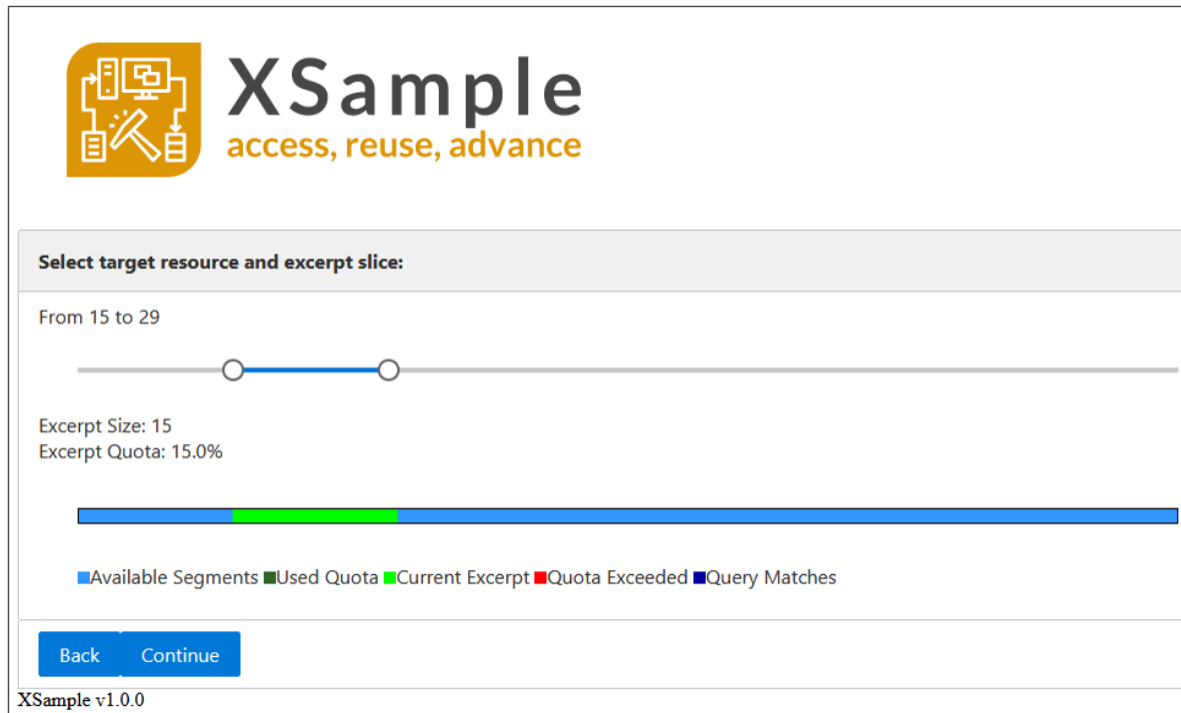 XSample
access, reuse, advance
Select target resource and excerpt slice:
From 15 to 29
Excerpt Size: 15
Excerpt Quota: 15.0%
Available Segments Used Quota Current Excerpt Quota Exceeded Query Matches
Back Continue
XSample v1.0.0